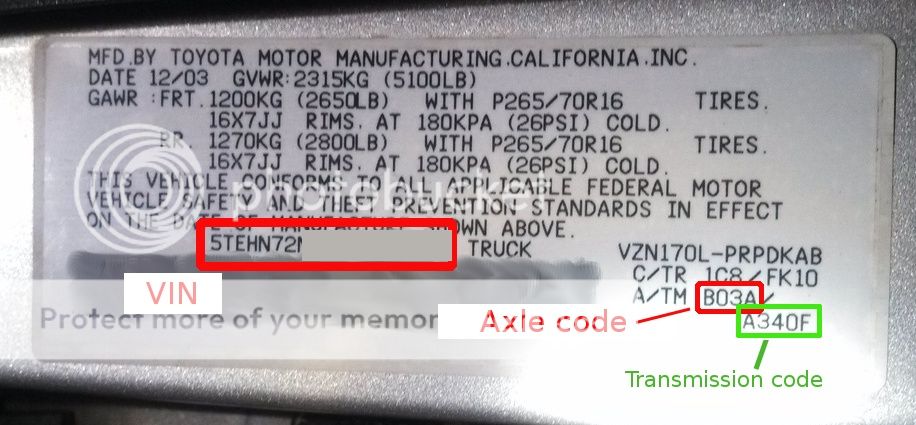 MFD.BY TOYOTA MOTOR MANUFACTURING.CALIFORNIA.INC.
DATE 12/03 GVWR:2315KG (5100LB)
GAWR :FRT.1200KG (2650LB) WITH P265/70R16 TIRES.
16X7JJ RIMS. AT 180KPA (26PSI) COLD.
RR. 1270KG (2800LB) WITH P265/70R16 TIRES.
16X7JJ RIMS. AT 180KPA (26PSI) COLD.
THIS VEHICLE CONFORMS TO ALL APPLICABLE FEDERAL MOTOR
VEHICLE SAFETY AND THEFT PREVENTION STANDARDS IN EFFECT
ON THE DATE OF MANUFACTURE SHOWN ABOVE.
5TEHN72 TRUCK VZN170L-PRPDKAB
C/TR 1C8/FK10
A/TM B03A/
A340F
VIN
Axle code
Transmission code
photobucket
Protect more of your memor